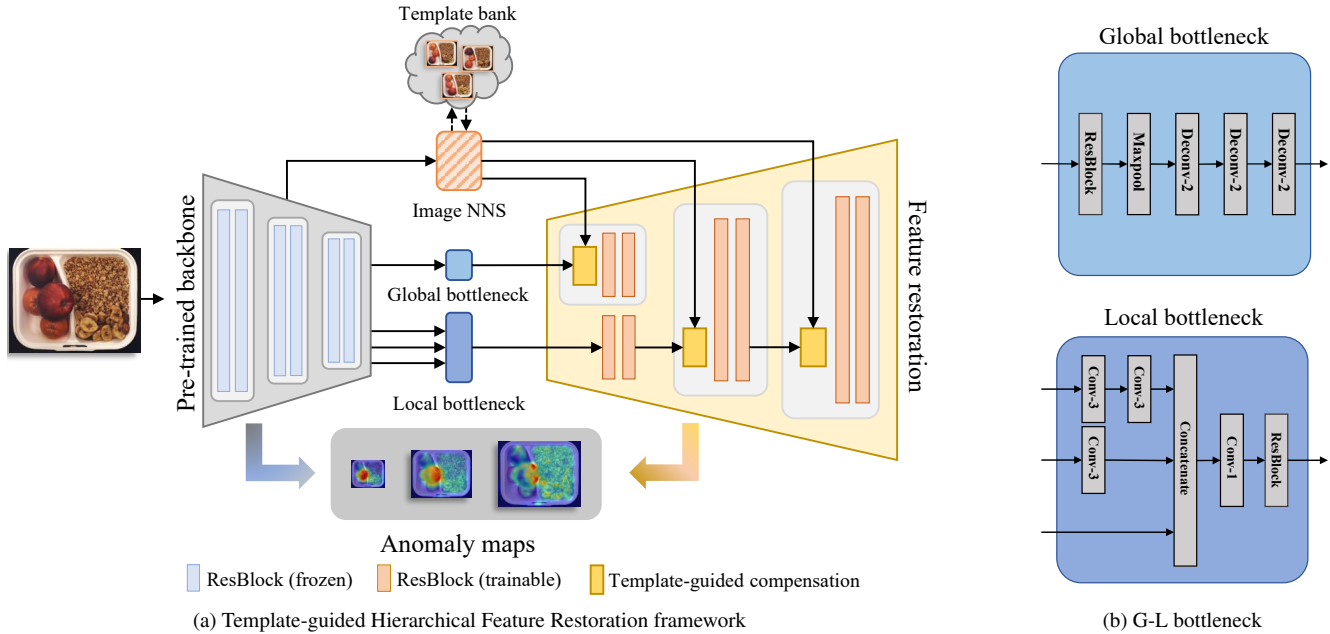 Template bank
Image NNS
Pre-trained backbone
Global bottleneck
Local bottleneck
Feature restoration
Anomaly maps
ResBlock (frozen)
ResBlock (trainable)
Template-guided compensation
(a) Template-guided Hierarchical Feature Restoration framework
Global bottleneck
ResBlock
Maxpool
Deconv-2
Deconv-2
Deconv-2
Local bottleneck
Conv-3
Conv-3
Conv-3
Concatenate
Conv-1
ResBlock
(b) G-L bottleneck